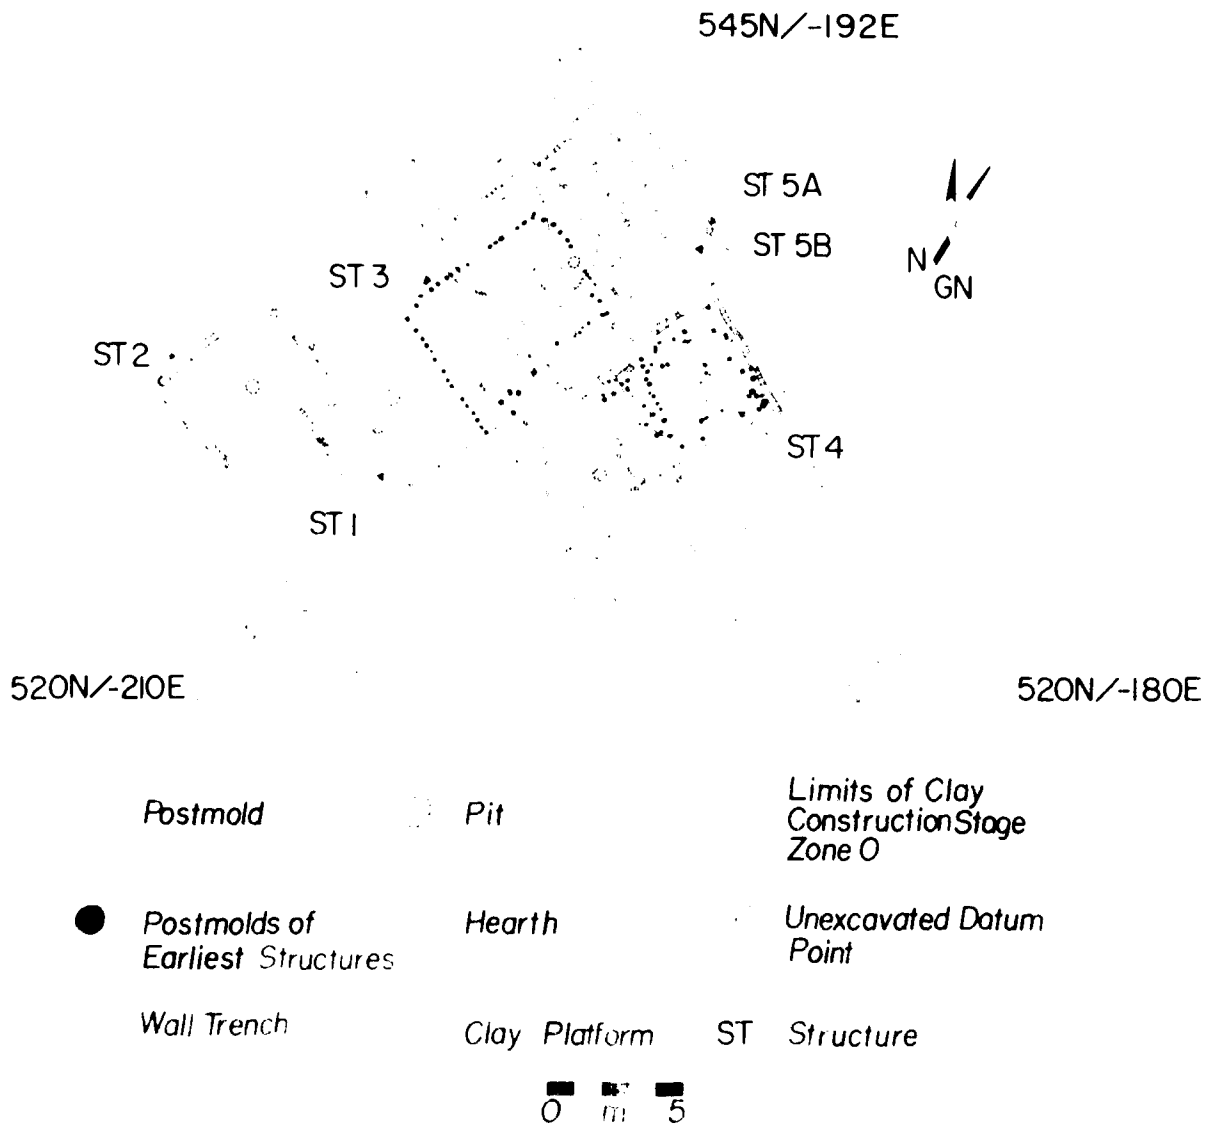 545N/-192E
ST 5A
ST 5B
N
GN
ST 3
ST 2
ST 4
ST 1
520N/-210E
520N/-180E
Postmold
Pit
Limits of Clay
Construction Stage
Zone O
Postmolds of
Earliest Structures
Hearth
Unexcavated Datum
Point
Wall Trench
Clay Platform
ST Structure
0 m 5